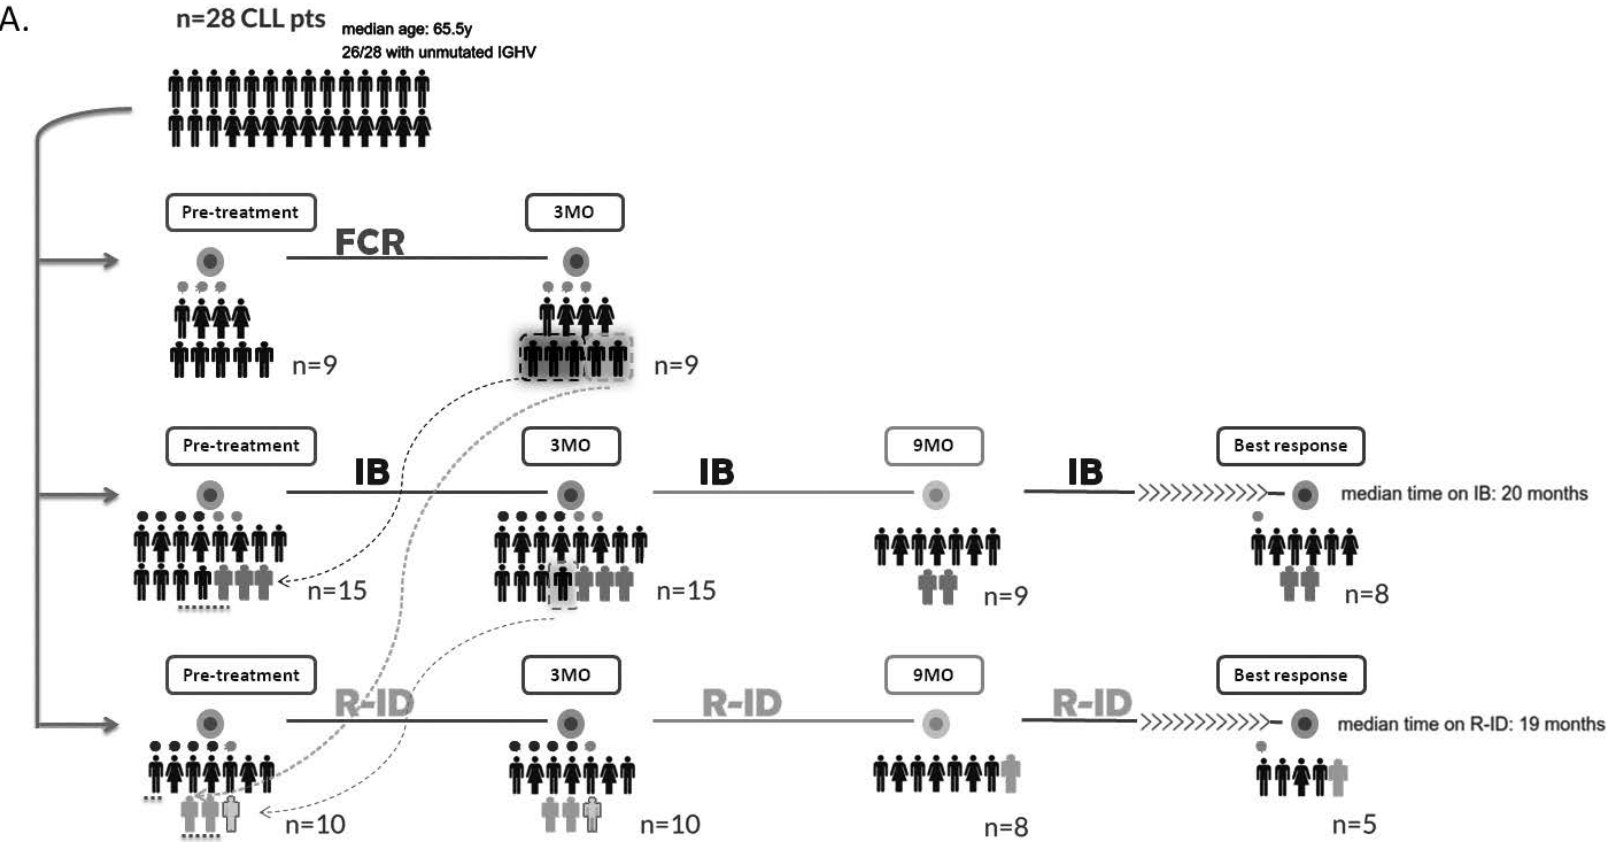 A.
n=28 CLL pts
median age: 65.5y
26/28 with unmutated IGHV
Pre-treatment
3MO
FCR
n=9
n=9
Pre-treatment
3MO
9MO
Best response
IB
IB
IB
median time on IB: 20 months
n=15
n=15
n=9
n=8
Pre-treatment
3MO
9MO
Best response
R-ID
R-ID
R-ID
median time on R-ID: 19 months
n=10
n=10
n=8
n=5